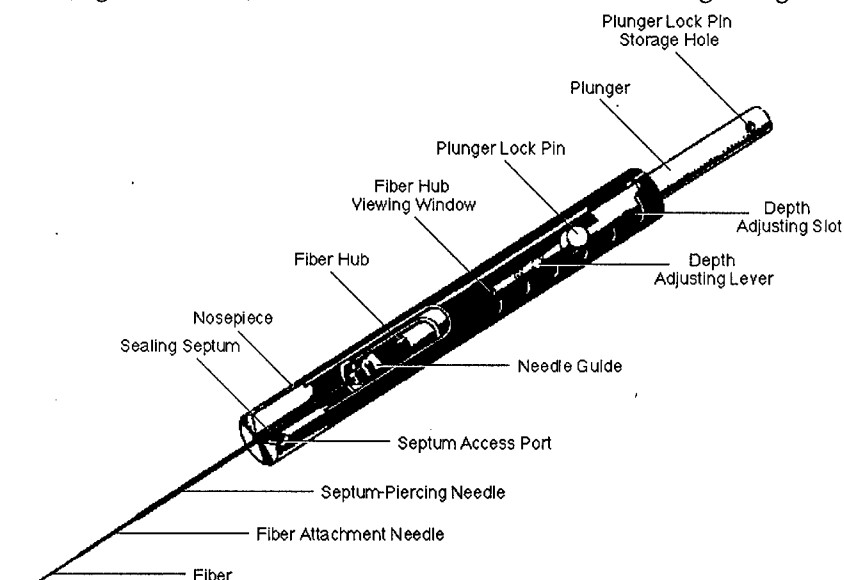 Plunger Lock Pin
Storage Hole
Plunger
Plunger Lock Pin
Fiber Hub
Viewing Window
Depth
Adjusting Slot
Fiber Hub
Depth
Adjusting Lever
Nosepiece
Sealing Septum
Needle Guide
Septum Access Port
Septum-Piercing Needle
Fiber Attachment Needle
Fiber